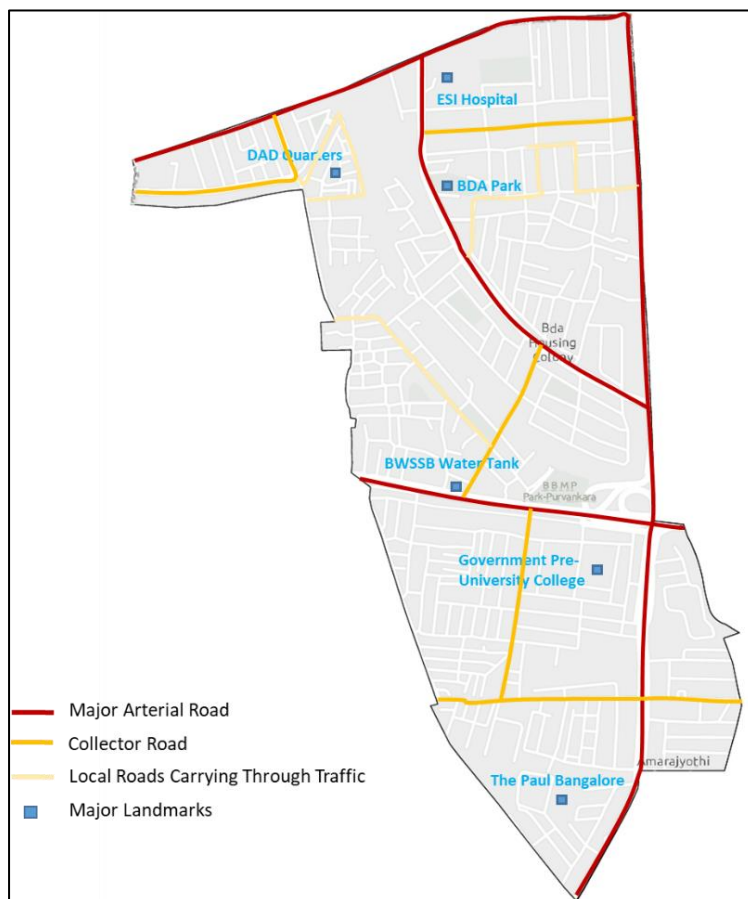 ESI Hospital
DAD Quarters
BDA Park
Bda
Housing
Colony
BWSSB Water Tank
BBMP
Park-Purvankara
Government Pre-
University College
Major Arterial Road
Collector Road
Local Roads Carrying Through Traffic
Major Landmarks
Amarajyothi
The Paul Bangalore